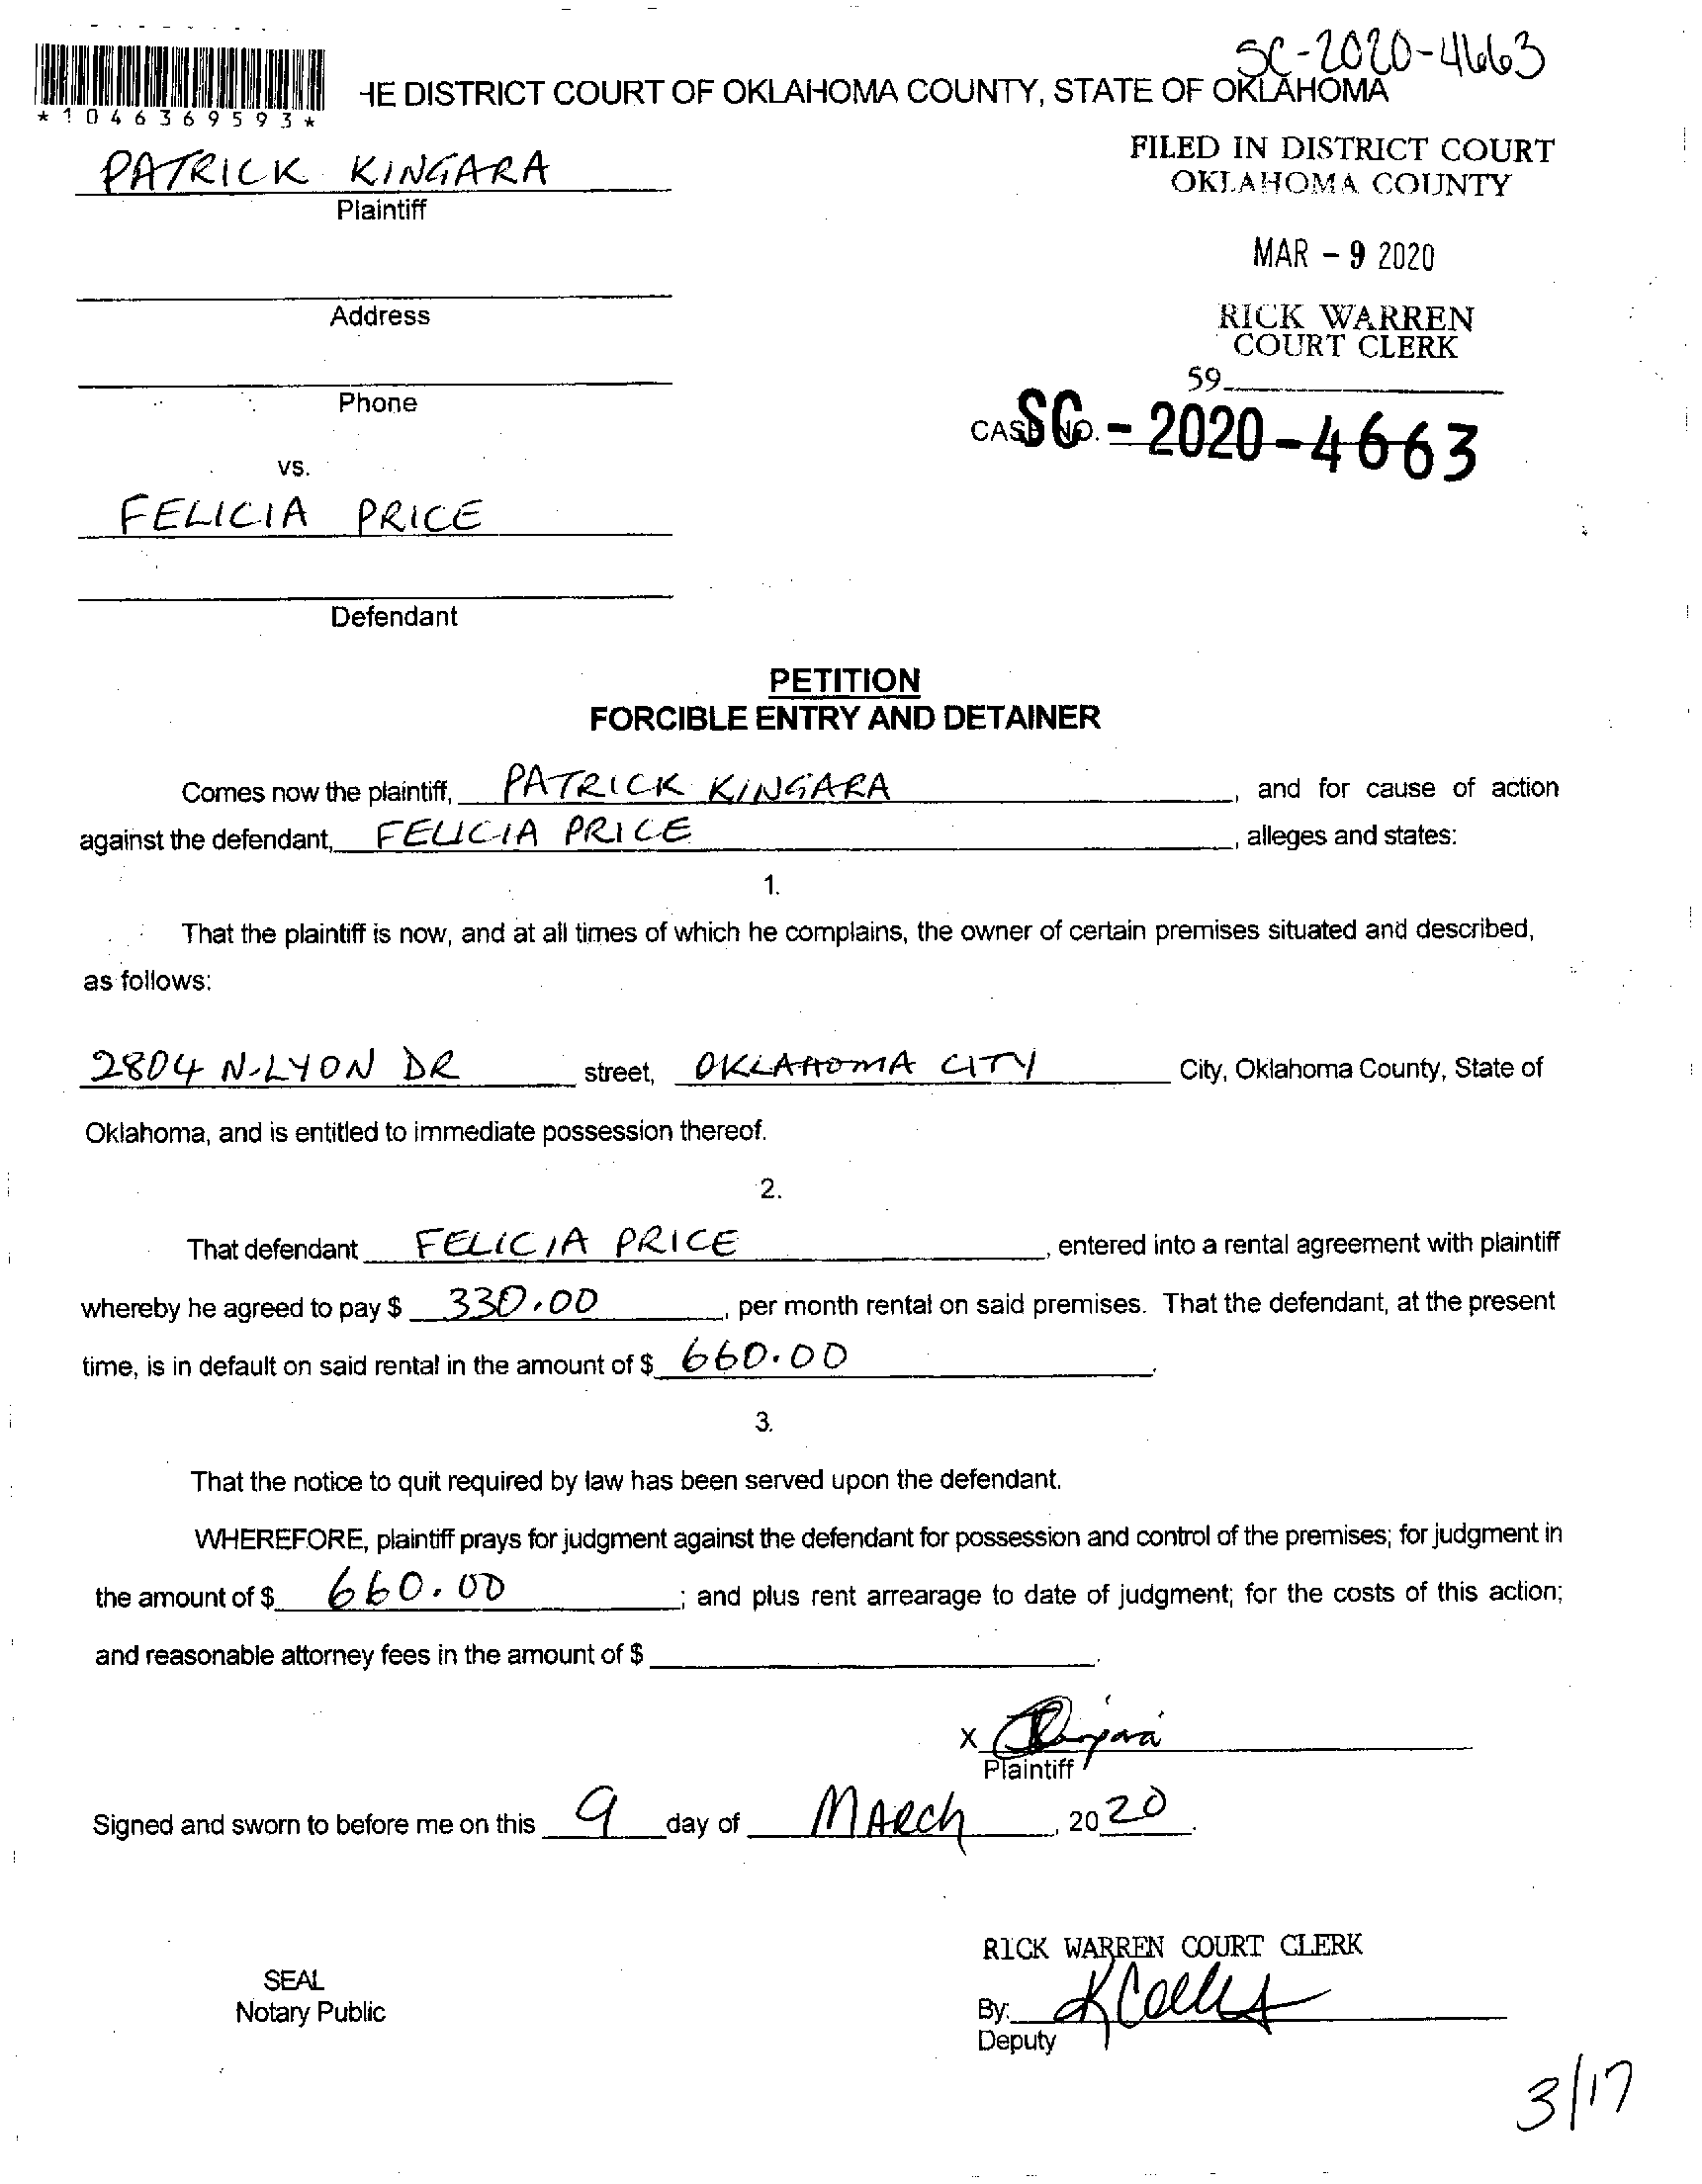 SC-2020-4663
HE DISTRICT COURT OF OKLAHOMA COUNTY, STATE OF OKLAHOMA
*1046369593*
FILED IN DISTRICT COURT
OKLAHOMA COUNTY
PATRICK KINGARA
Plaintiff
MAR - 9 2020
Address
RICK WARREN
COURT CLERK
59
Phone
CASE NO. SC - 2020-4663
vs.
FELICIA PRICE
Defendant
PETITION
FORCIBLE ENTRY AND DETAINER
Comes now the plaintiff, PATRICK KINGARA, and for cause of action
against the defendant, FELICIA PRICE, alleges and states:
1.
That the plaintiff is now, and at all times of which he complains, the owner of certain premises situated and described,
as follows:
2804 N.LYON DR street, OKLAHOMA CITY City, Oklahoma County, State of
Oklahoma, and is entitled to immediate possession thereof.
2.
That defendant FELICIA PRICE, entered into a rental agreement with plaintiff
whereby he agreed to pay $ 330.00, per month rental on said premises. That the defendant, at the present
time, is in default on said rental in the amount of $ 660.00.
3.
That the notice to quit required by law has been served upon the defendant.
WHEREFORE, plaintiff prays for judgment against the defendant for possession and control of the premises; for judgment in
the amount of $ 660.00; and plus rent arrearage to date of judgment; for the costs of this action;
and reasonable attorney fees in the amount of $ .
X Kingara
Plaintiff
Signed and sworn to before me on this 9 day of MARch, 20 20.
RICK WARREN COURT CLERK
SEAL
Notary Public
By:
Deputy
3/17